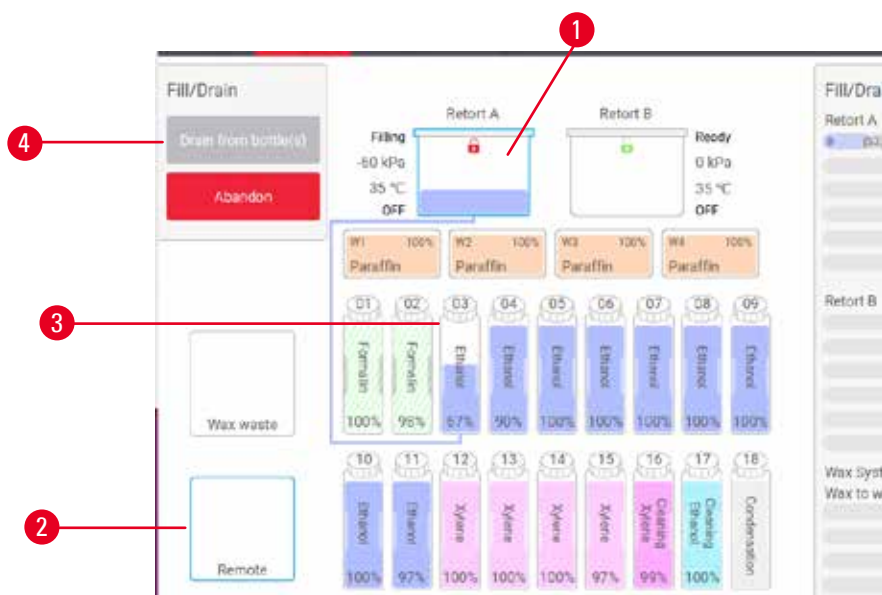 1
Fill/Drain
Fill/Dra
Retort A
Retort B
Retort A
4
Drain from bottle(s)
Filling
Ready
-60 kPa
0 kPa
Abandon
35 °C
35 °C
OFF
OFF
W1 100% W2 100% W3 100% W4 100%
Paraffin Paraffin Paraffin Paraffin
3
01 02 03 04 05 06 07 08 09
Retort B
Formalin Formalin Ethanol Ethanol Ethanol Ethanol Ethanol Ethanol Ethanol
Wax waste
100% 98% 67% 90% 100% 100% 100% 100% 100%
10 11 12 13 14 15 16 17 18
Wax Syst
Wax to w
2
Ethanol Ethanol Xylene Xylene Xylene Xylene Cleaning Xylene Cleaning Ethanol Condensation
Remote
100% 97% 100% 100% 100% 97% 99% 100%